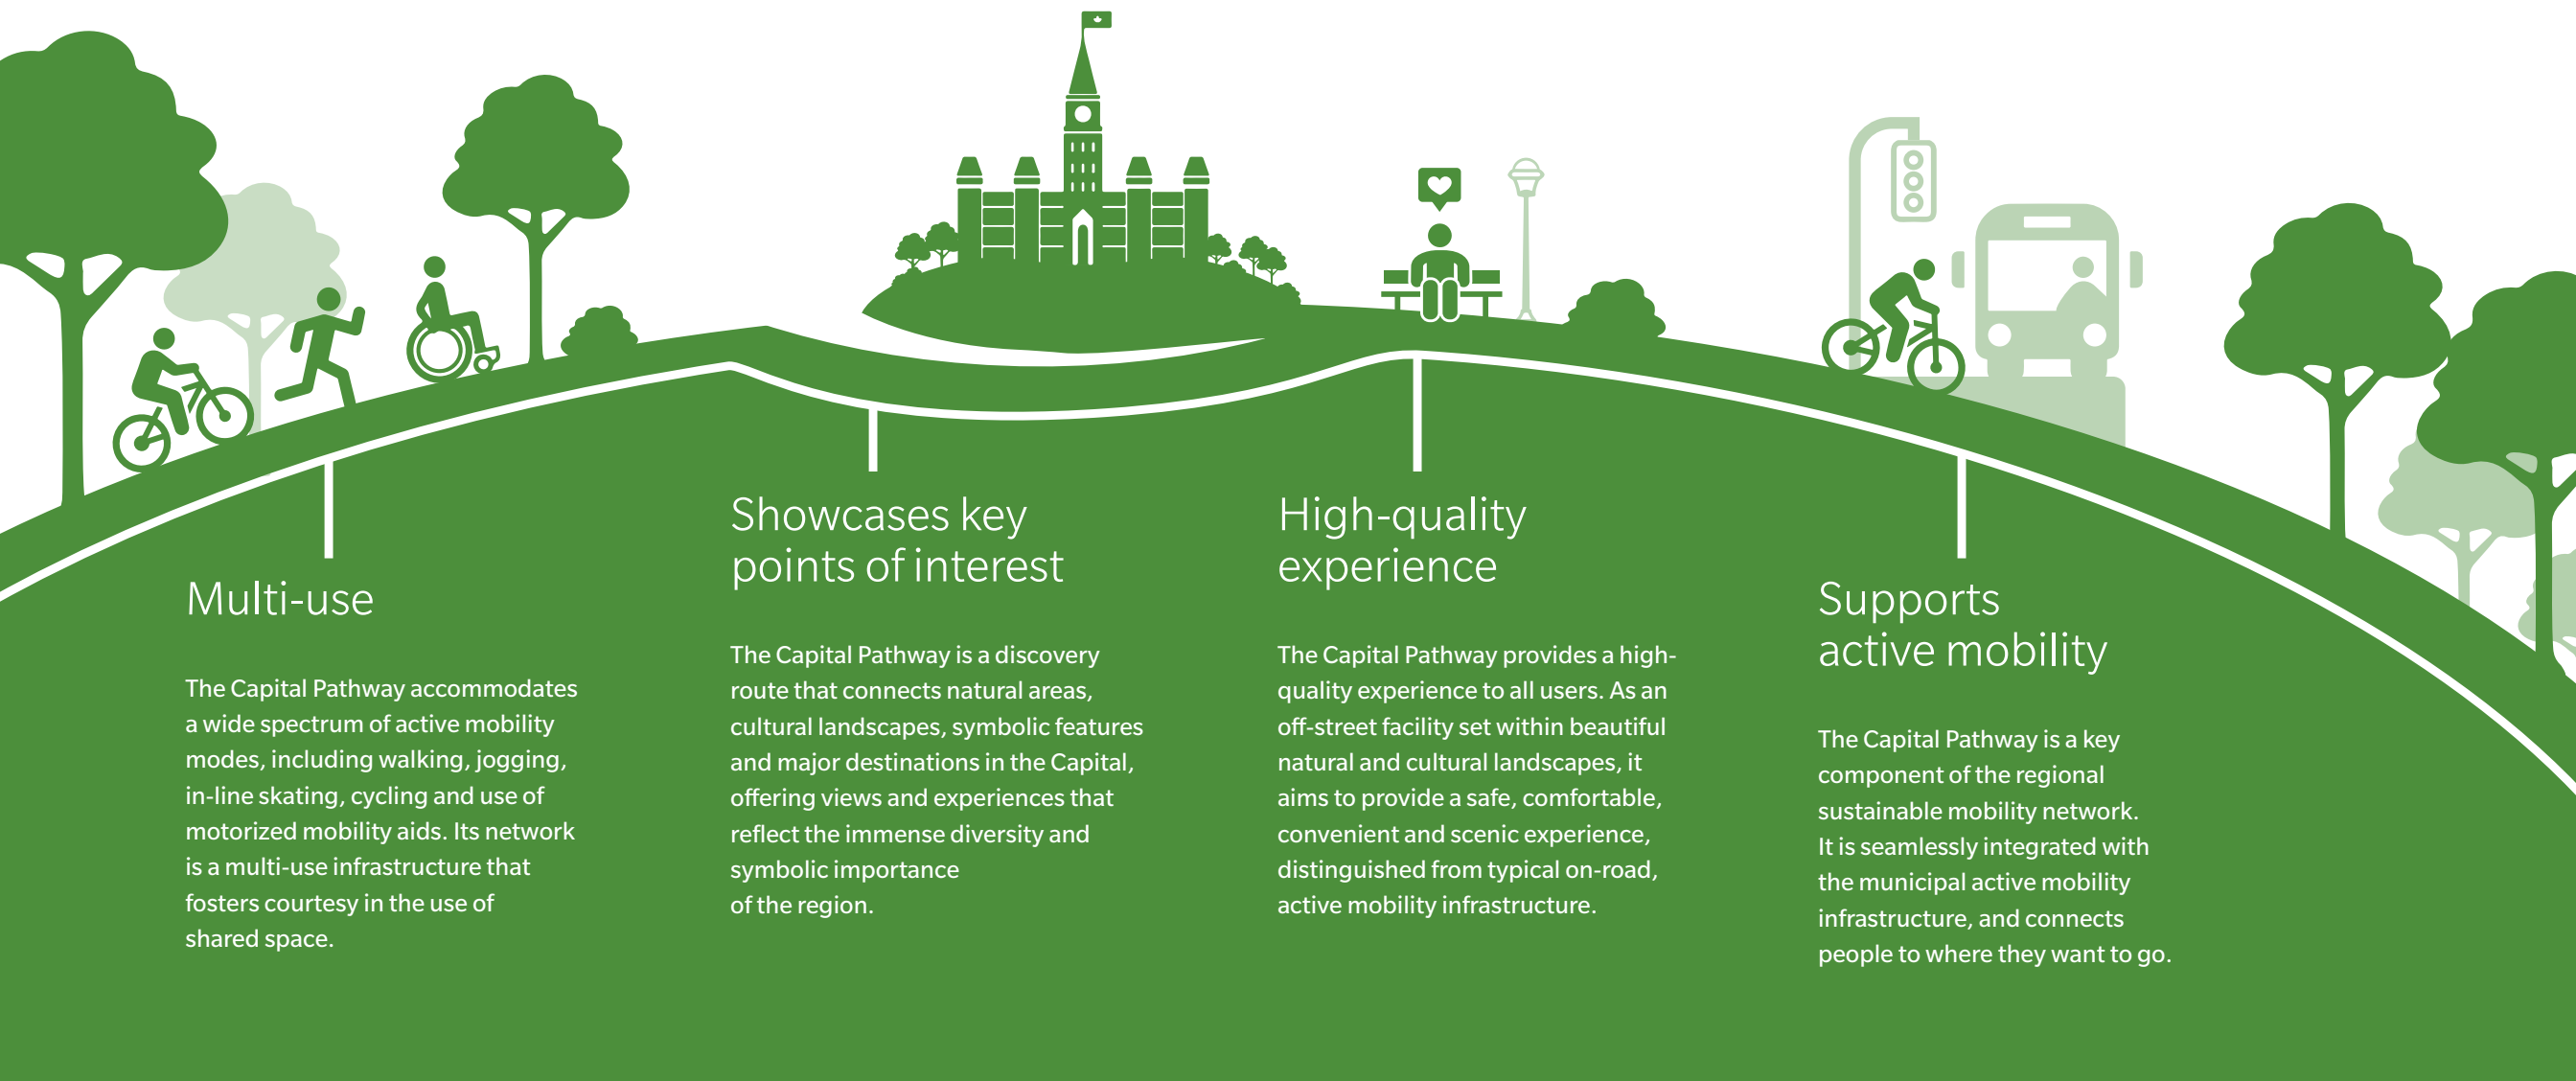 Multi-use
The Capital Pathway accommodates
a wide spectrum of active mobility
modes, including walking, jogging,
in-line skating, cycling and use of
motorized mobility aids. Its network
is a multi-use infrastructure that
fosters courtesy in the use of
shared space.
Showcases key
points of interest
The Capital Pathway is a discovery
route that connects natural areas,
cultural landscapes, symbolic features
and major destinations in the Capital,
offering views and experiences that
reflect the immense diversity and
symbolic importance
of the region.
High-quality
experience
The Capital Pathway provides a high-
quality experience to all users. As an
off-street facility set within beautiful
natural and cultural landscapes, it
aims to provide a safe, comfortable,
convenient and scenic experience,
distinguished from typical on-road,
active mobility infrastructure.
Supports
active mobility
The Capital Pathway is a key
component of the regional
sustainable mobility network.
It is seamlessly integrated with
the municipal active mobility
infrastructure, and connects
people to where they want to go.